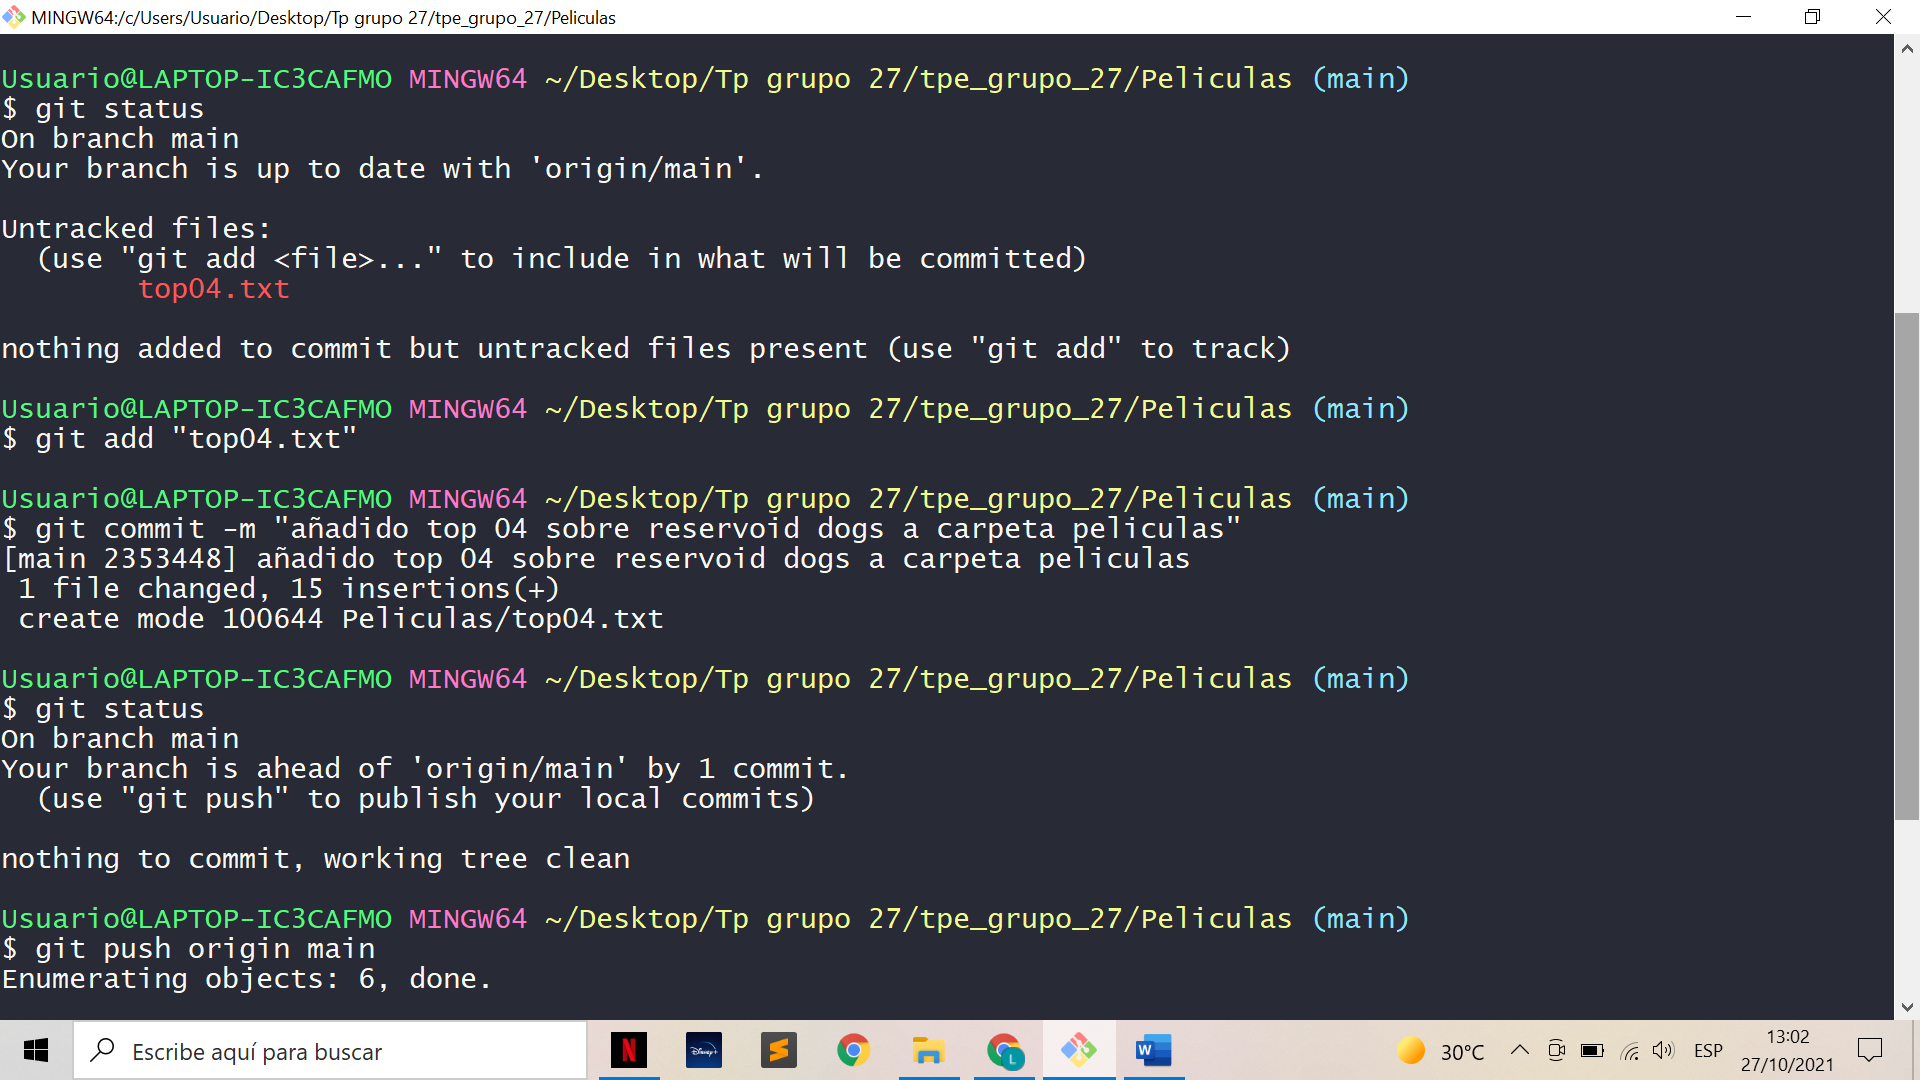 MINGW64:/c/Users/Usuario/Desktop/Tp grupo 27/tpe_grupo_27/Peliculas
Usuario@LAPTOP-IC3CAFMO MINGW64 ~/Desktop/Tp grupo 27/tpe_grupo_27/Peliculas (main)
$ git status
On branch main
Your branch is up to date with 'origin/main'.
Untracked files:
(use "git add <file>..." to include in what will be committed)
top04.txt
nothing added to commit but untracked files present (use "git add" to track)
Usuario@LAPTOP-IC3CAFMO MINGW64 ~/Desktop/Tp grupo 27/tpe_grupo_27/Peliculas (main)
$ git add "top04.txt"
Usuario@LAPTOP-IC3CAFMO MINGW64 ~/Desktop/Tp grupo 27/tpe_grupo_27/Peliculas (main)
$ git commit -m "añadido top 04 sobre reservoid dogs a carpeta peliculas"
[main 2353448] añadido top 04 sobre reservoid dogs a carpeta peliculas
1 file changed, 15 insertions(+)
create mode 100644 Peliculas/top04.txt
Usuario@LAPTOP-IC3CAFMO MINGW64 ~/Desktop/Tp grupo 27/tpe_grupo_27/Peliculas (main)
$ git status
On branch main
Your branch is ahead of 'origin/main' by 1 commit.
(use "git push" to publish your local commits)
nothing to commit, working tree clean
Usuario@LAPTOP-IC3CAFMO MINGW64 ~/Desktop/Tp grupo 27/tpe_grupo_27/Peliculas (main)
$ git push origin main
Enumerating objects: 6, done.
Escribe aquí para buscar
N
Disney+
S
L
W
30°C
ESP
13:02
27/10/2021